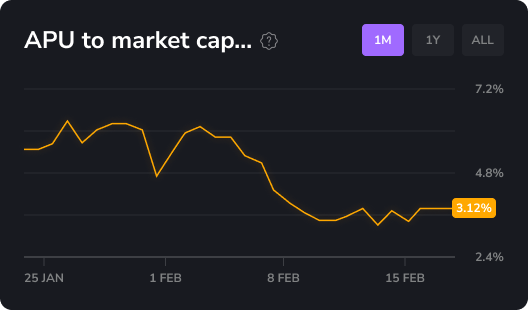 APU to market cap...
1M
1Y
ALL
7.2%
4.8%
3.12%
2.4%
25 JAN
1 FEB
8 FEB
15 FEB